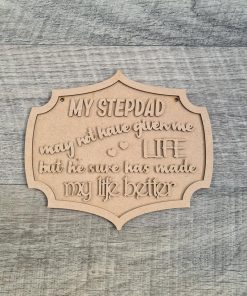 MY STEPDAD
may not have given me
LIFE
but he sure has made
my life better